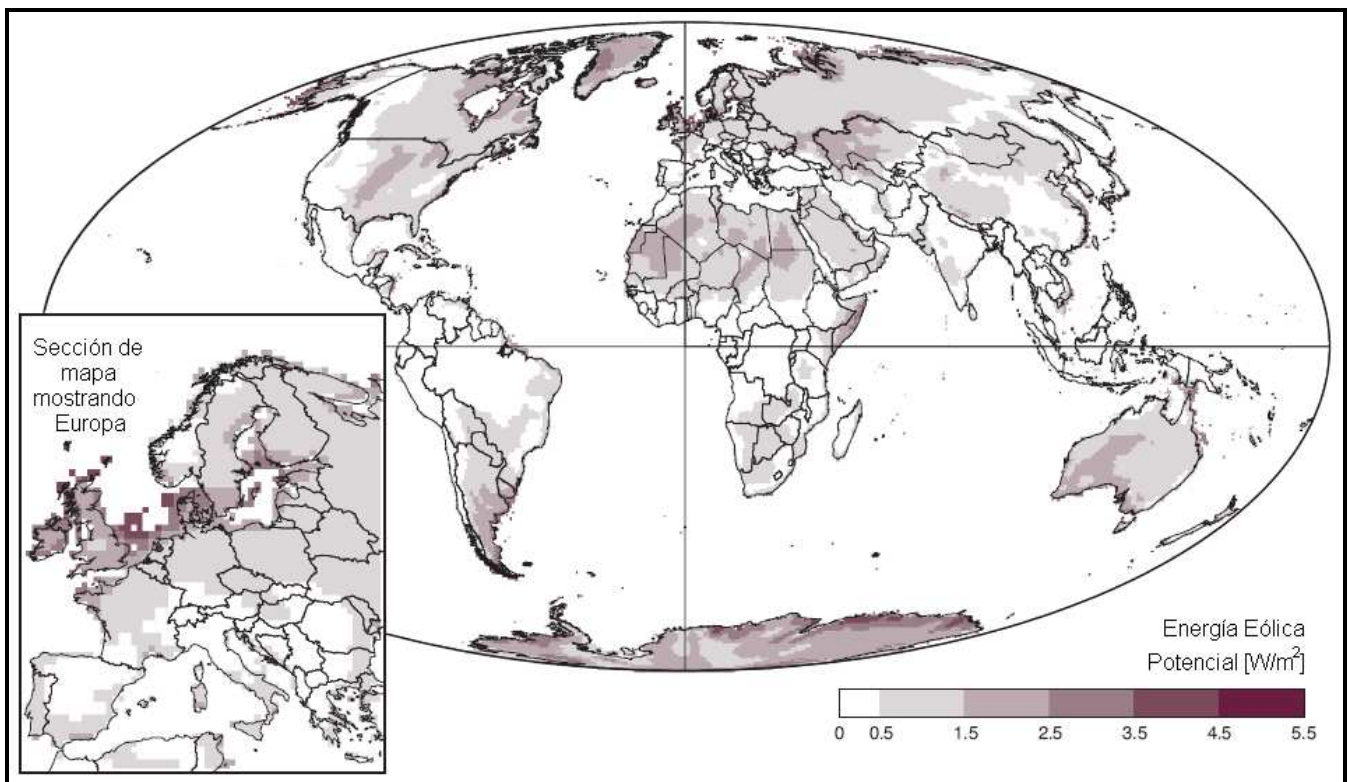 Sección de
mapa
mostrando
Europa
Energía Eólica
Potencial [W/m²]
0 0.5 1.5 2.5 3.5 4.5 5.5